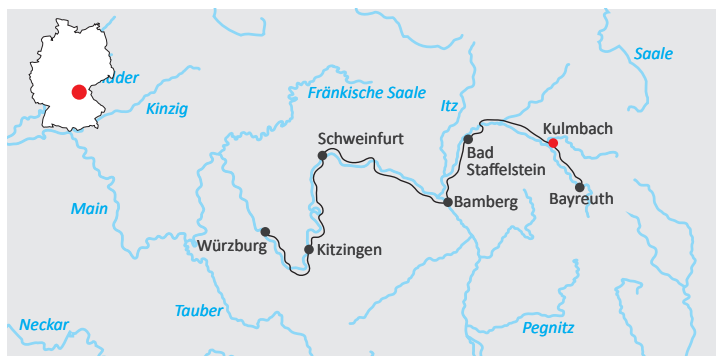 Saale
Kinzig
Fränkische Saale
Itz
Kulmbach
Schweinfurt
Bad
Staffelstein
Bayreuth
Main
Bamberg
Würzburg
Kitzingen
Tauber
Neckar
Pegnitz